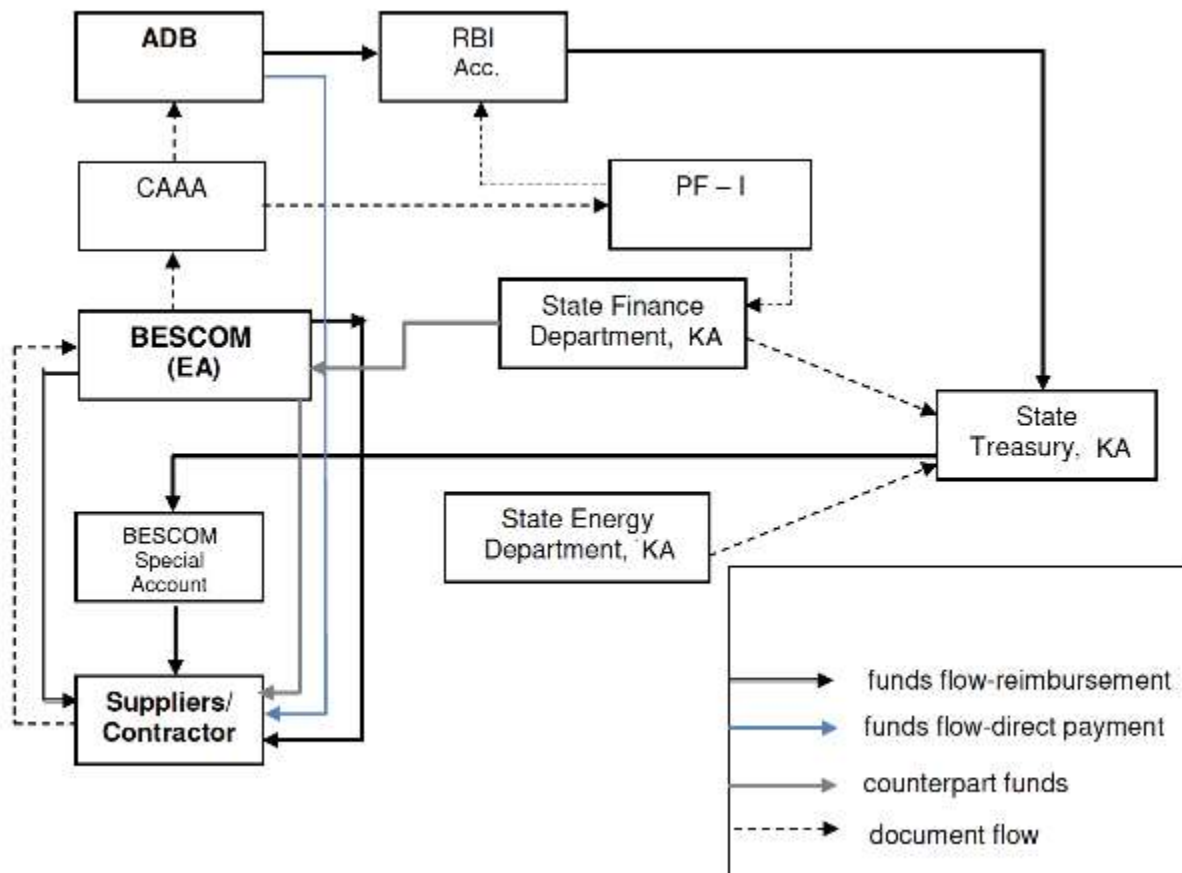 ADB
RBI
Acc.
CAAA
PF – I
BESCOM
(EA)
State Finance
Department, KA
State
Treasury, KA
BESCOM
Special
Account
State Energy
Department, KA
Suppliers/
Contractor
funds flow-reimbursement
funds flow-direct payment
counterpart funds
document flow